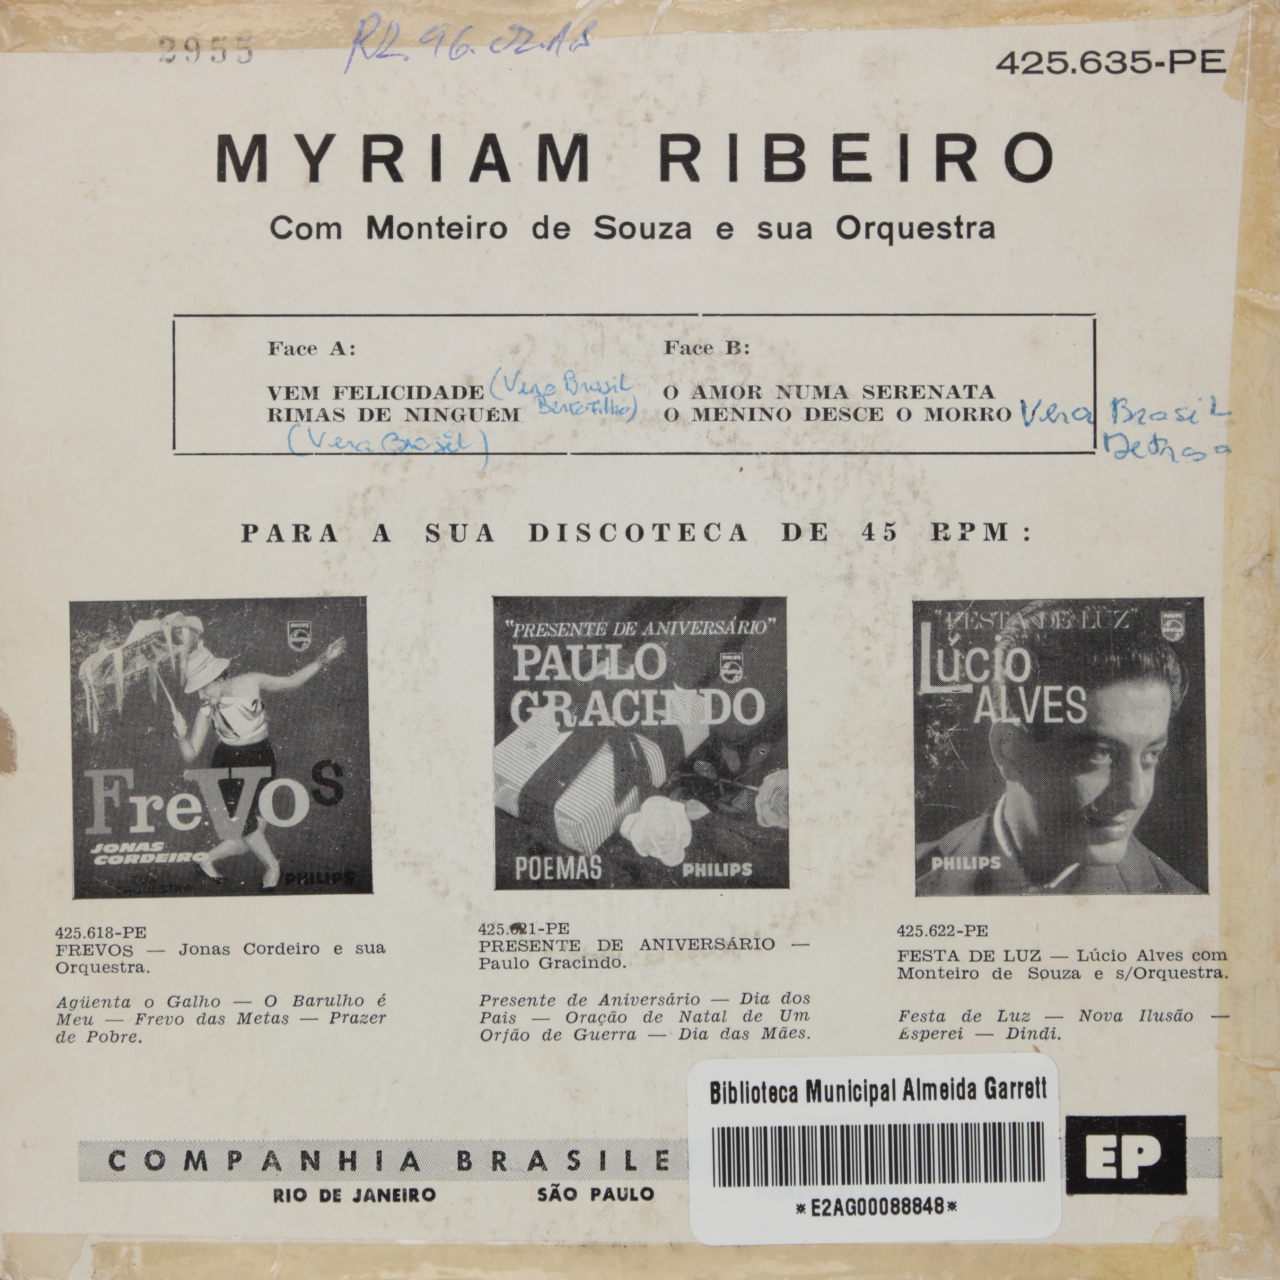 2955
RR. 96.02.AB
425.635-PE
MYRIAM RIBEIRO
Com Monteiro de Souza e sua Orquestra
Face A:
VEM FELICIDADE (Vera Brasil
RIMAS DE NINGUÉM
(Vera Brasil)
Face B:
O AMOR NUMA SERENATA
O MENINO DESCE O MORRO Vera Brasil
PARA A SUA DISCOTECA DE 45 RPM:
FreVos
JONAS
CORDEIRO
ORQUESTRA
PHILIPS
"PRESENTE DE ANIVERSÁRIO"
PHILIPS
PAULO
GRACINDO
POEMAS
PHILIPS
"FESTA DE LUZ"
Lúcio
ALVES
PHILIPS
425.618-PE
FREVOS — Jonas Cordeiro e sua
Orquestra.
Agüenta o Galho — O Barulho é
Meu — Frevo das Metas — Prazer
de Pobre.
425.621-PE
PRESENTE DE ANIVERSÁRIO —
Paulo Gracindo.
Presente de Aniversário — Dia dos
Pais — Oração de Natal de Um
Orfão de Guerra — Dia das Mães.
425.622-PE
FESTA DE LUZ — Lúcio Alves com
Monteiro de Souza e s/Orquestra.
Festa de Luz — Nova Ilusão —
Esperei — Dindi.
Biblioteca Municipal Almeida Garrett
*E2AG00088848*
COMPANHIA BRASILE
RIO DE JANEIRO SÃO PAULO
EP